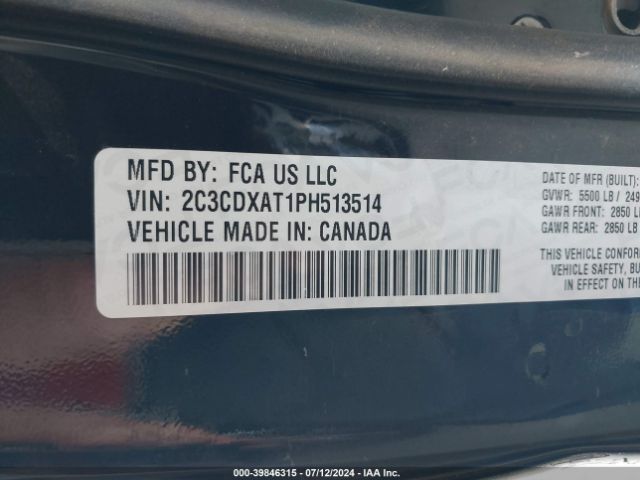 MFD BY: FCA US LLC
VIN: 2C3CDXAT1PH513514
VEHICLE MADE IN: CANADA
DATE OF MFR (BUILT):
GVWR: 5500 LB / 249
GAWR FRONT: 2850 LB
GAWR REAR: 2850 LB
THIS VEHICLE CONFOR
VEHICLE SAFETY, BU
IN EFFECT ON THE
000-39846315 - 07/12/2024 - IAA Inc.